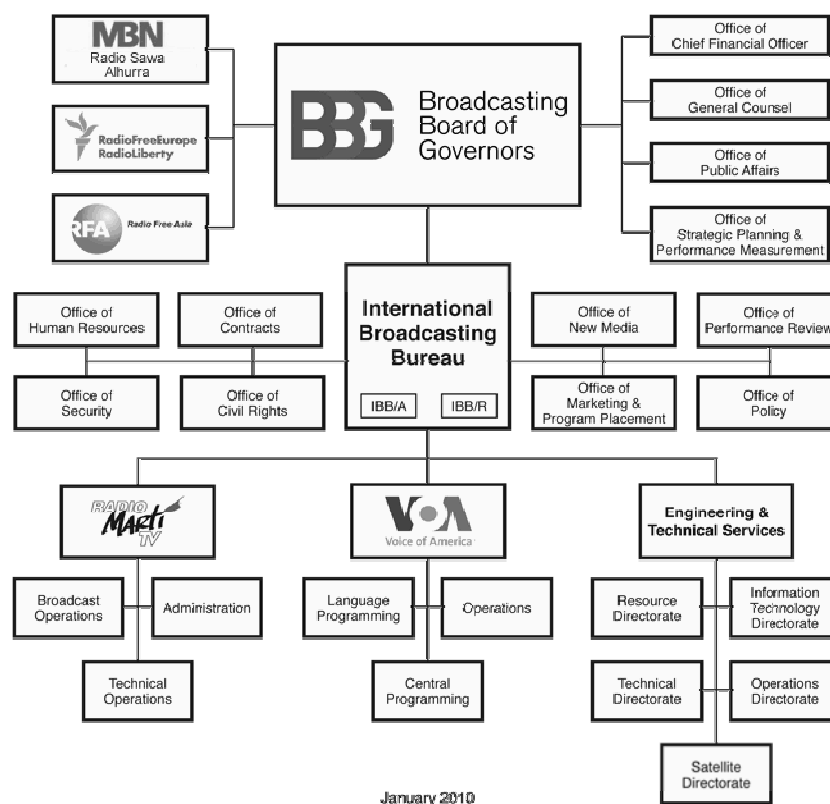 MBN
Radio Sawa
Alhurra
RadioFreeEurope
RadioLiberty
RFA
Radio Free Asia
BBG
Broadcasting
Board of
Governors
Office of
Chief Financial Officer
Office of
General Counsel
Office of
Public Affairs
Office of
Strategic Planning &
Performance Measurement
Office of
Human Resources
Office of
Contracts
International
Broadcasting
Bureau
IBB/A
IBB/R
Office of
New Media
Office of
Performance Review
Office of
Security
Office of
Civil Rights
Office of
Marketing &
Program Placement
Office of
Policy
RADIO
Martí
TV
VOA
Voice of America
Engineering &
Technical Services
Broadcast
Operations
Administration
Technical
Operations
Language
Programming
Operations
Central
Programming
Resource
Directorate
Information
Technology
Directorate
Technical
Directorate
Operations
Directorate
Satellite
Directorate
January 2010